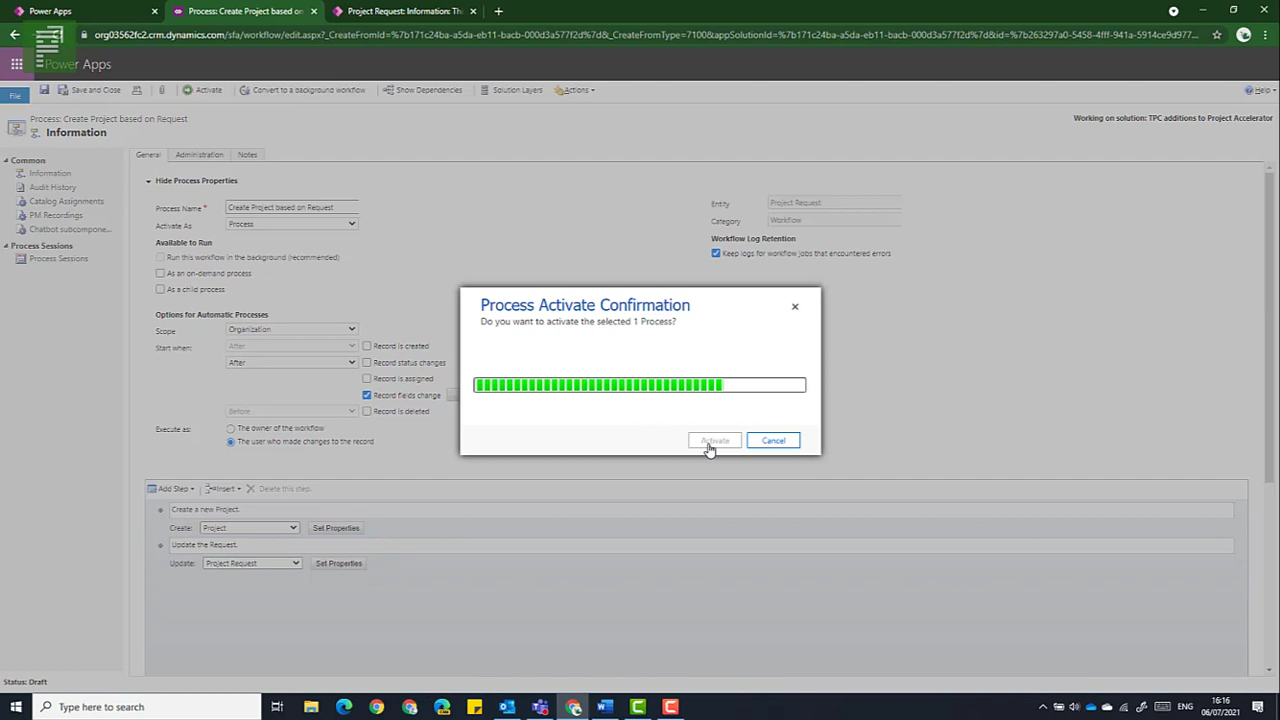 Power Apps
Process: Create Project based on
Project Request: Information: Th
org03562fc2.crm.dynamics.com/sfa/workflow/edit.aspx?_CreateFromId=%7b171c24ba-a5da-eb11-bacb-000d3a577f2d%7d&_CreateFromType=7100&appSolutionId=%7b171c24ba-a5da-eb11-bacb-000d3a577f2d%7d&id=%7b263297a0-5458-4fff-941a-5914ce9d977...
Power Apps
File
Save and Close
Activate
Convert to a background workflow
Show Dependencies
Solution Layers
Actions
Help
Process: Create Project based on Request
Information
Working on solution: TPC additions to Project Accelerator
Common
Information
Audit History
Catalog Assignments
PM Recordings
Chatbot subcompone...
Process Sessions
Process Sessions
General
Administration
Notes
Hide Process Properties
Process Name *
Create Project based on Request
Activate As
Process
Available to Run
Run this workflow in the background (recommended)
As an on-demand process
As a child process
Options for Automatic Processes
Scope
Organization
Start when:
After
Record is created
After
Record status changes
Record is assigned
Record fields change
Before
Record is deleted
Execute as:
The owner of the workflow
The user who made changes to the record
Entity
Project Request
Category
Workflow
Workflow Log Retention
Keep logs for workflow jobs that encountered errors
Process Activate Confirmation
Do you want to activate the selected 1 Process?
Activate
Cancel
Add Step
Insert
Delete this step.
Create a new Project.
Create:
Project
Set Properties
Update the Request.
Update:
Project Request
Set Properties
Status: Draft
Type here to search
ENG
16:16
06/07/2021